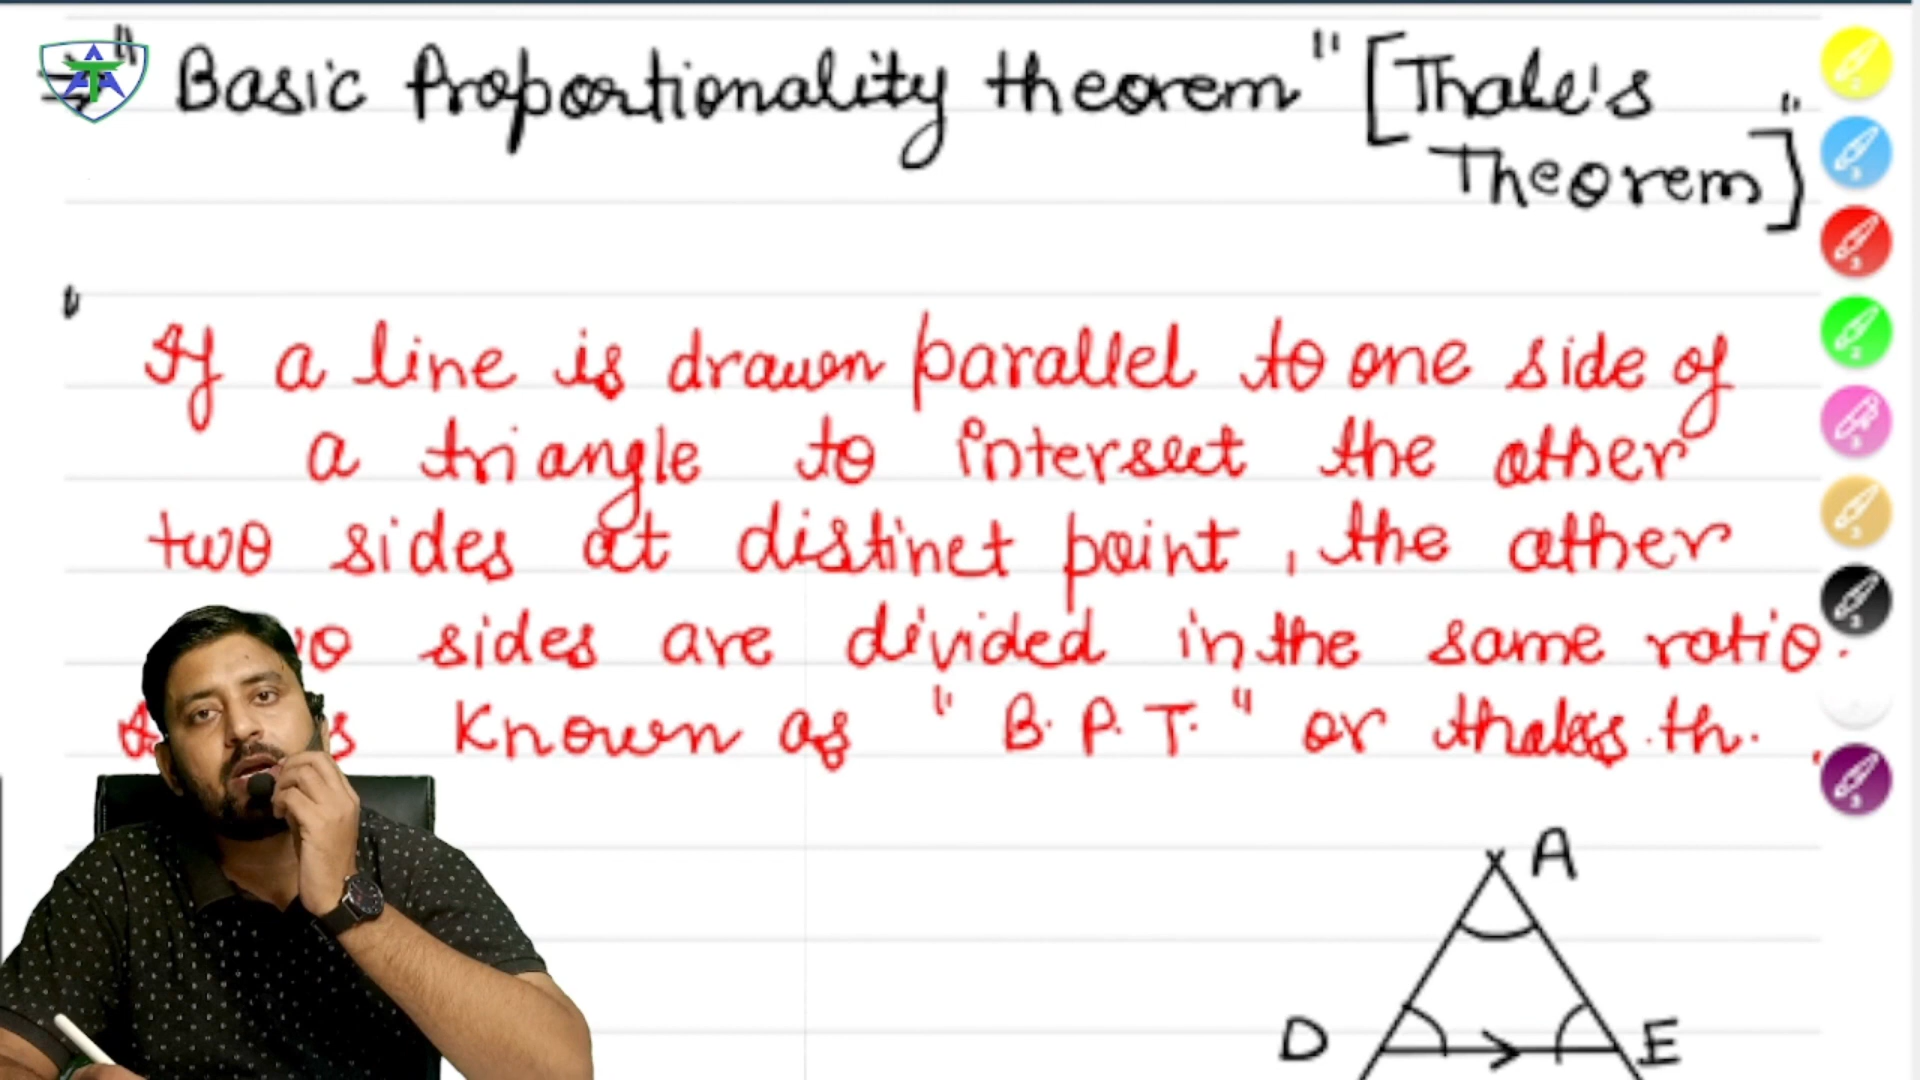 " Basic Proportionality theorem " [Thale's
Theorem "]
" If a line is drawn parallel to one side of
a triangle to intersect the other
two sides at distinct point , the other
sides are divided in the same ratio.
Known as " B.P.T. " or thales th.
A
D
E